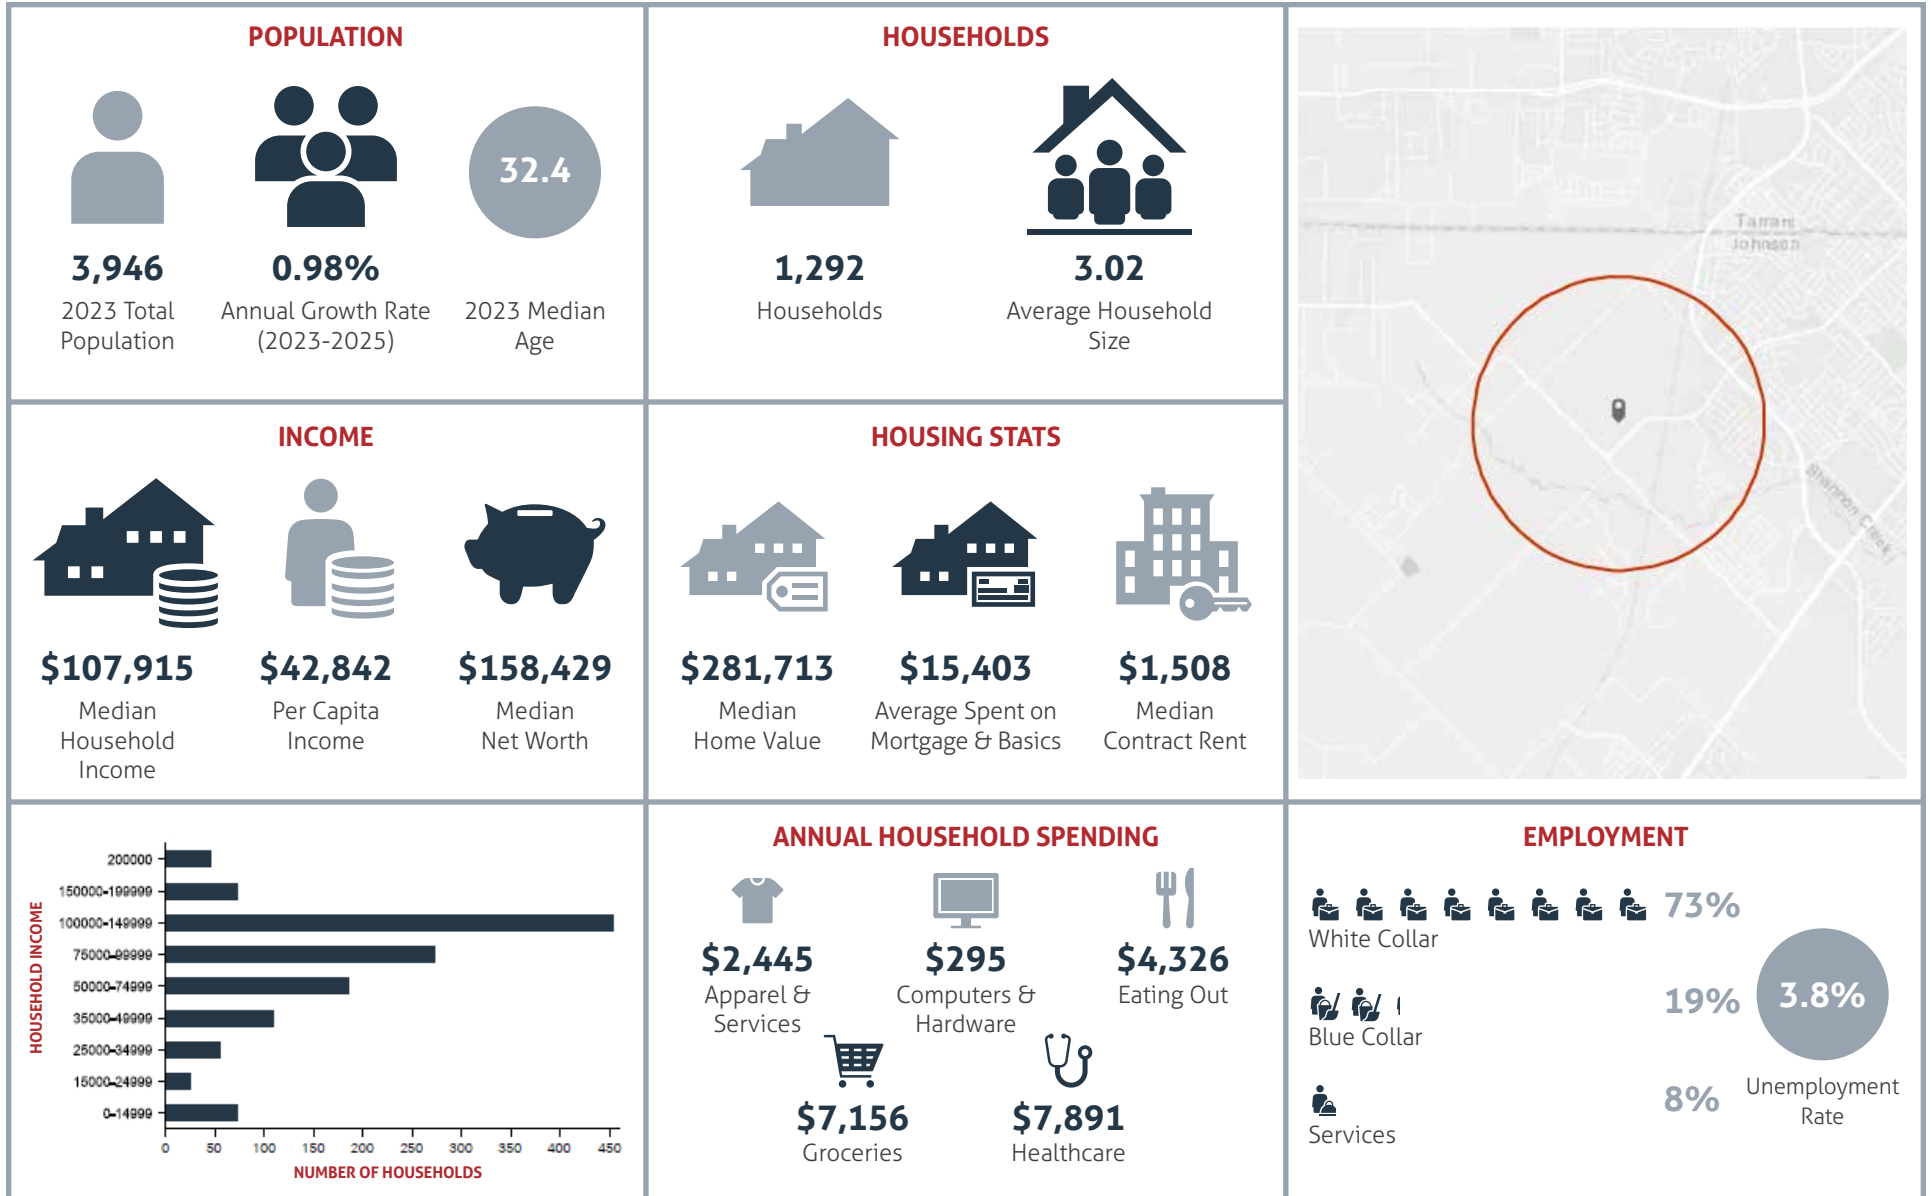 POPULATION
32.4
3,946
2023 Total
Population
0.98%
Annual Growth Rate
(2023-2025)
2023 Median
Age
HOUSEHOLDS
1,292
Households
3.02
Average Household
Size
Tarrant
Johnson
Shannon Creek
INCOME
$107,915
Median
Household
Income
$42,842
Per Capita
Income
$158,429
Median
Net Worth
HOUSING STATS
$281,713
Median
Home Value
$15,403
Average Spent on
Mortgage & Basics
$1,508
Median
Contract Rent
HOUSEHOLD INCOME
200000
150000-199999
100000-149999
75000-99999
50000-74999
35000-49999
25000-34999
15000-24999
0-14999
0 50 100 150 200 250 300 350 400 450
NUMBER OF HOUSEHOLDS
ANNUAL HOUSEHOLD SPENDING
$2,445
Apparel &
Services
$295
Computers &
Hardware
$4,326
Eating Out
$7,156
Groceries
$7,891
Healthcare
EMPLOYMENT
73%
White Collar
19%
Blue Collar
8%
Services
3.8%
Unemployment
Rate